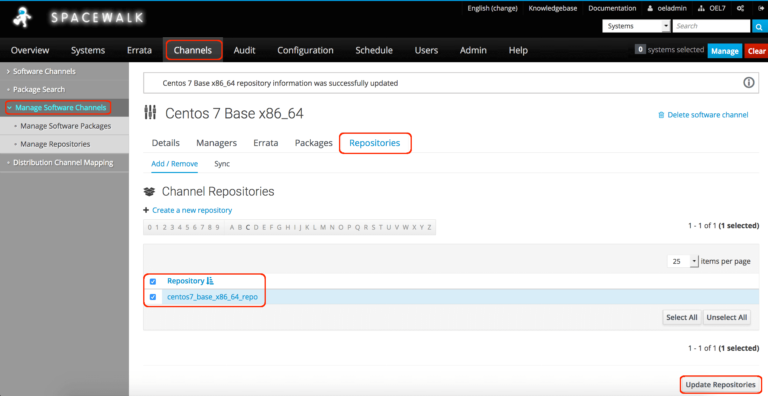 English (change) Knowledgebase Documentation oeladmin OEL7
SPACEWALK
Systems Search
Overview Systems Errata Channels Audit Configuration Schedule Users Admin Help 0 systems selected Manage Clear
Software Channels
Package Search
Manage Software Channels
Manage Software Packages
Manage Repositories
Distribution Channel Mapping
Centos 7 Base x86_64 repository information was successfully updated
Centos 7 Base x86_64 Delete software channel
Details Managers Errata Packages Repositories
Add / Remove Sync
Channel Repositories
Create a new repository
0 1 2 3 4 5 6 7 8 9 A B C D E F G H I J K L M N O P Q R S T U V W X Y Z 1 - 1 of 1 (1 selected)
25 items per page
Repository
centos7_base_x86_64_repo
Select All Unselect All
1 - 1 of 1 (1 selected)
Update Repositories